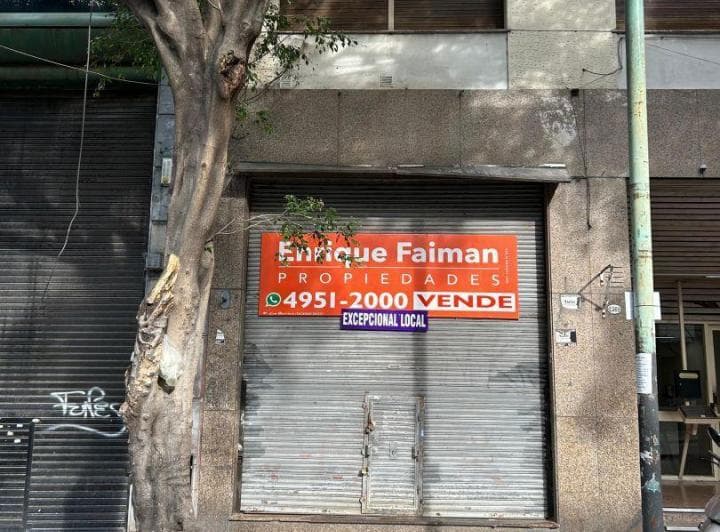 Enrique Faiman
PROPIEDADES
4951-2000 VENDE
EXCEPCIONAL LOCAL